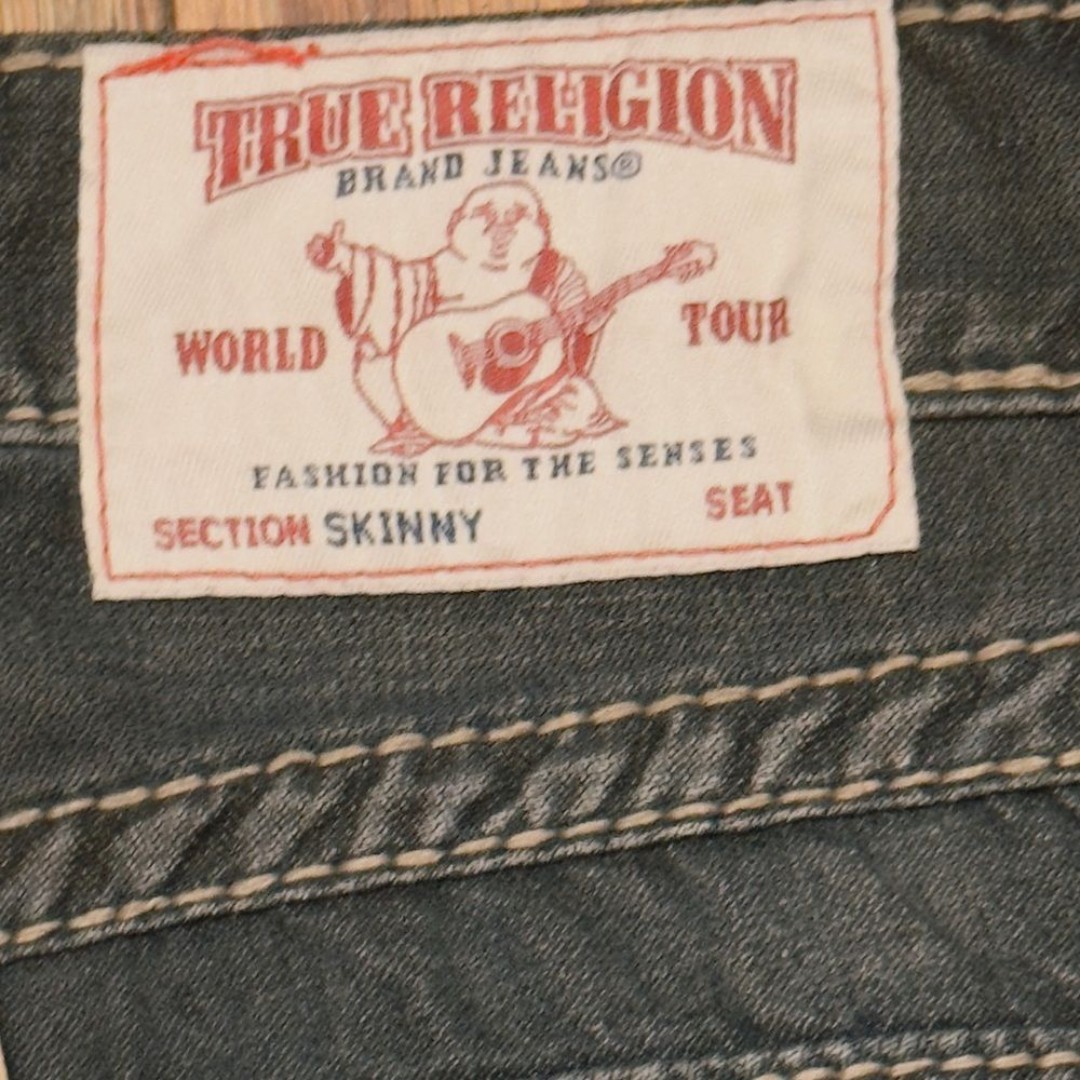 TRUE RELIGION
BRAND JEANS®
WORLD TOUR
FASHION FOR THE SENSES
SECTION SKINNY SEAT